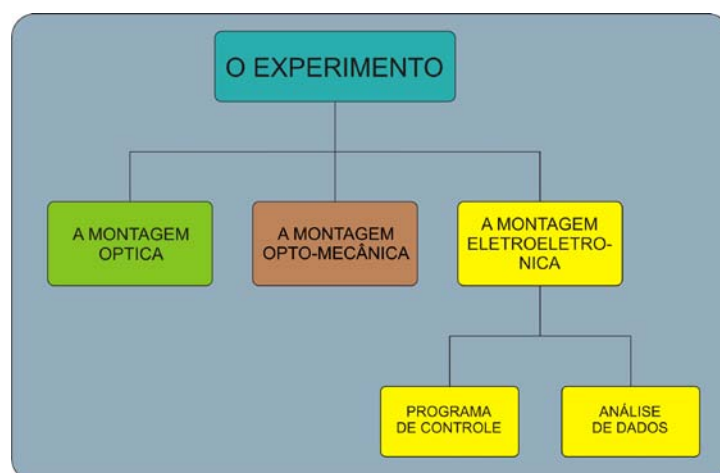 O EXPERIMENTO
A MONTAGEM
OPTICA
A MONTAGEM
OPTO-MECÂNICA
A MONTAGEM
ELETROELETRO-
NICA
PROGRAMA
DE CONTROLE
ANÁLISE
DE DADOS